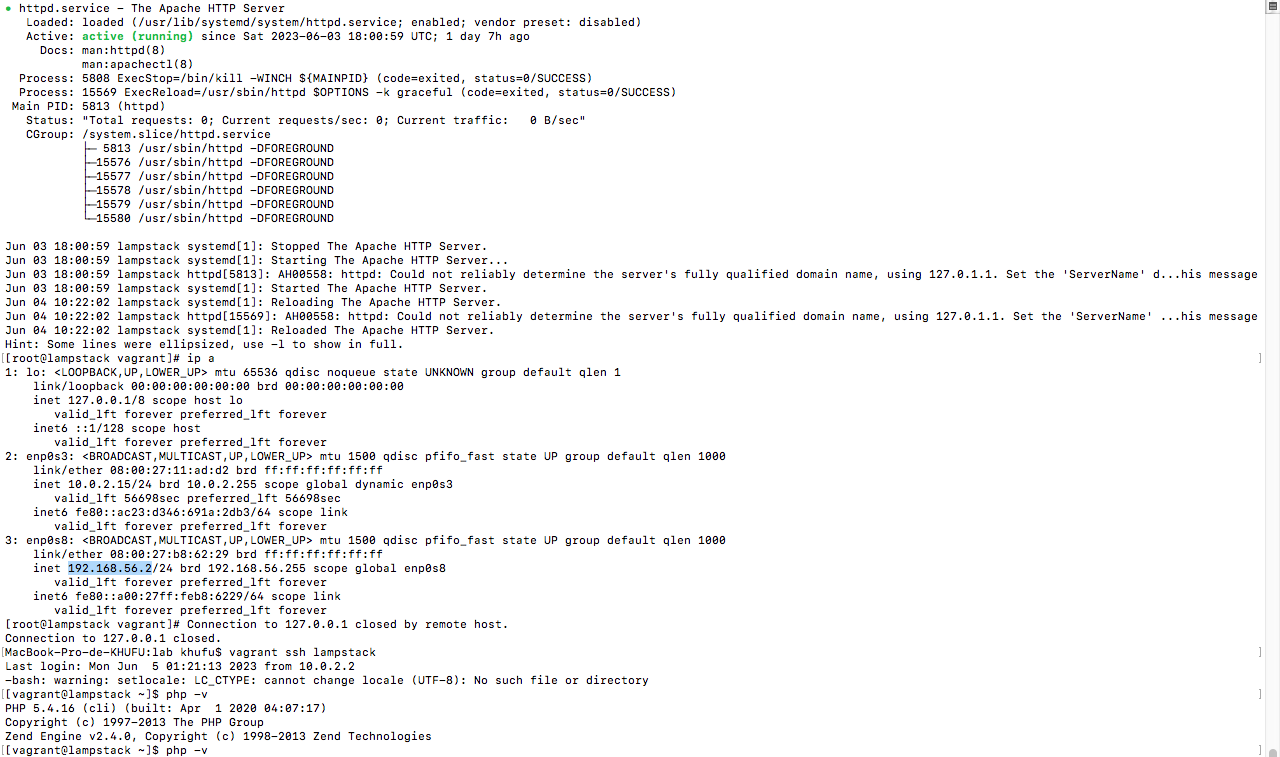 ● httpd.service – The Apache HTTP Server
   Loaded: loaded (/usr/lib/systemd/system/httpd.service; enabled; vendor preset: disabled)
   Active: active (running) since Sat 2023-06-03 18:00:59 UTC; 1 day 7h ago
     Docs: man:httpd(8)
           man:apachectl(8)
  Process: 5808 ExecStop=/bin/kill -WINCH ${MAINPID} (code=exited, status=0/SUCCESS)
  Process: 15569 ExecReload=/usr/sbin/httpd $OPTIONS -k graceful (code=exited, status=0/SUCCESS)
 Main PID: 5813 (httpd)
   Status: "Total requests: 0; Current requests/sec: 0; Current traffic:   0 B/sec"
   CGroup: /system.slice/httpd.service
           ├─ 5813 /usr/sbin/httpd -DFOREGROUND
           ├─15576 /usr/sbin/httpd -DFOREGROUND
           ├─15577 /usr/sbin/httpd -DFOREGROUND
           ├─15578 /usr/sbin/httpd -DFOREGROUND
           ├─15579 /usr/sbin/httpd -DFOREGROUND
           └─15580 /usr/sbin/httpd -DFOREGROUND

Jun 03 18:00:59 lampstack systemd[1]: Stopped The Apache HTTP Server.
Jun 03 18:00:59 lampstack systemd[1]: Starting The Apache HTTP Server...
Jun 03 18:00:59 lampstack httpd[5813]: AH00558: httpd: Could not reliably determine the server's fully qualified domain name, using 127.0.1.1. Set the 'ServerName' d...his message
Jun 03 18:00:59 lampstack systemd[1]: Started The Apache HTTP Server.
Jun 04 10:22:02 lampstack systemd[1]: Reloading The Apache HTTP Server.
Jun 04 10:22:02 lampstack httpd[15569]: AH00558: httpd: Could not reliably determine the server's fully qualified domain name, using 127.0.1.1. Set the 'ServerName' ...his message
Jun 04 10:22:02 lampstack systemd[1]: Reloaded The Apache HTTP Server.
Hint: Some lines were ellipsized, use -l to show in full.
[[root@lampstack vagrant]# ip a ]
1: lo: <LOOPBACK,UP,LOWER_UP> mtu 65536 qdisc noqueue state UNKNOWN group default qlen 1
    link/loopback 00:00:00:00:00:00 brd 00:00:00:00:00:00
    inet 127.0.0.1/8 scope host lo
       valid_lft forever preferred_lft forever
    inet6 ::1/128 scope host
       valid_lft forever preferred_lft forever
2: enp0s3: <BROADCAST,MULTICAST,UP,LOWER_UP> mtu 1500 qdisc pfifo_fast state UP group default qlen 1000
    link/ether 08:00:27:11:ad:d2 brd ff:ff:ff:ff:ff:ff
    inet 10.0.2.15/24 brd 10.0.2.255 scope global dynamic enp0s3
       valid_lft 56698sec preferred_lft 56698sec
    inet6 fe80::ac23:d346:691a:2db3/64 scope link
       valid_lft forever preferred_lft forever
3: enp0s8: <BROADCAST,MULTICAST,UP,LOWER_UP> mtu 1500 qdisc pfifo_fast state UP group default qlen 1000
    link/ether 08:00:27:b8:62:29 brd ff:ff:ff:ff:ff:ff
    inet 192.168.56.2/24 brd 192.168.56.255 scope global enp0s8
       valid_lft forever preferred_lft forever
    inet6 fe80::a00:27ff:feb8:6229/64 scope link
       valid_lft forever preferred_lft forever
[root@lampstack vagrant]# Connection to 127.0.0.1 closed by remote host.
Connection to 127.0.0.1 closed.
[MacBook-Pro-de-KHUFU:lab khufu$ vagrant ssh lampstack ]
Last login: Mon Jun  5 01:21:13 2023 from 10.0.2.2
-bash: warning: setlocale: LC_CTYPE: cannot change locale (UTF-8): No such file or directory
[[vagrant@lampstack ~]$ php -v ]
PHP 5.4.16 (cli) (built: Apr  1 2020 04:07:17)
Copyright (c) 1997-2013 The PHP Group
Zend Engine v2.4.0, Copyright (c) 1998-2013 Zend Technologies
[[vagrant@lampstack ~]$ php -v ]